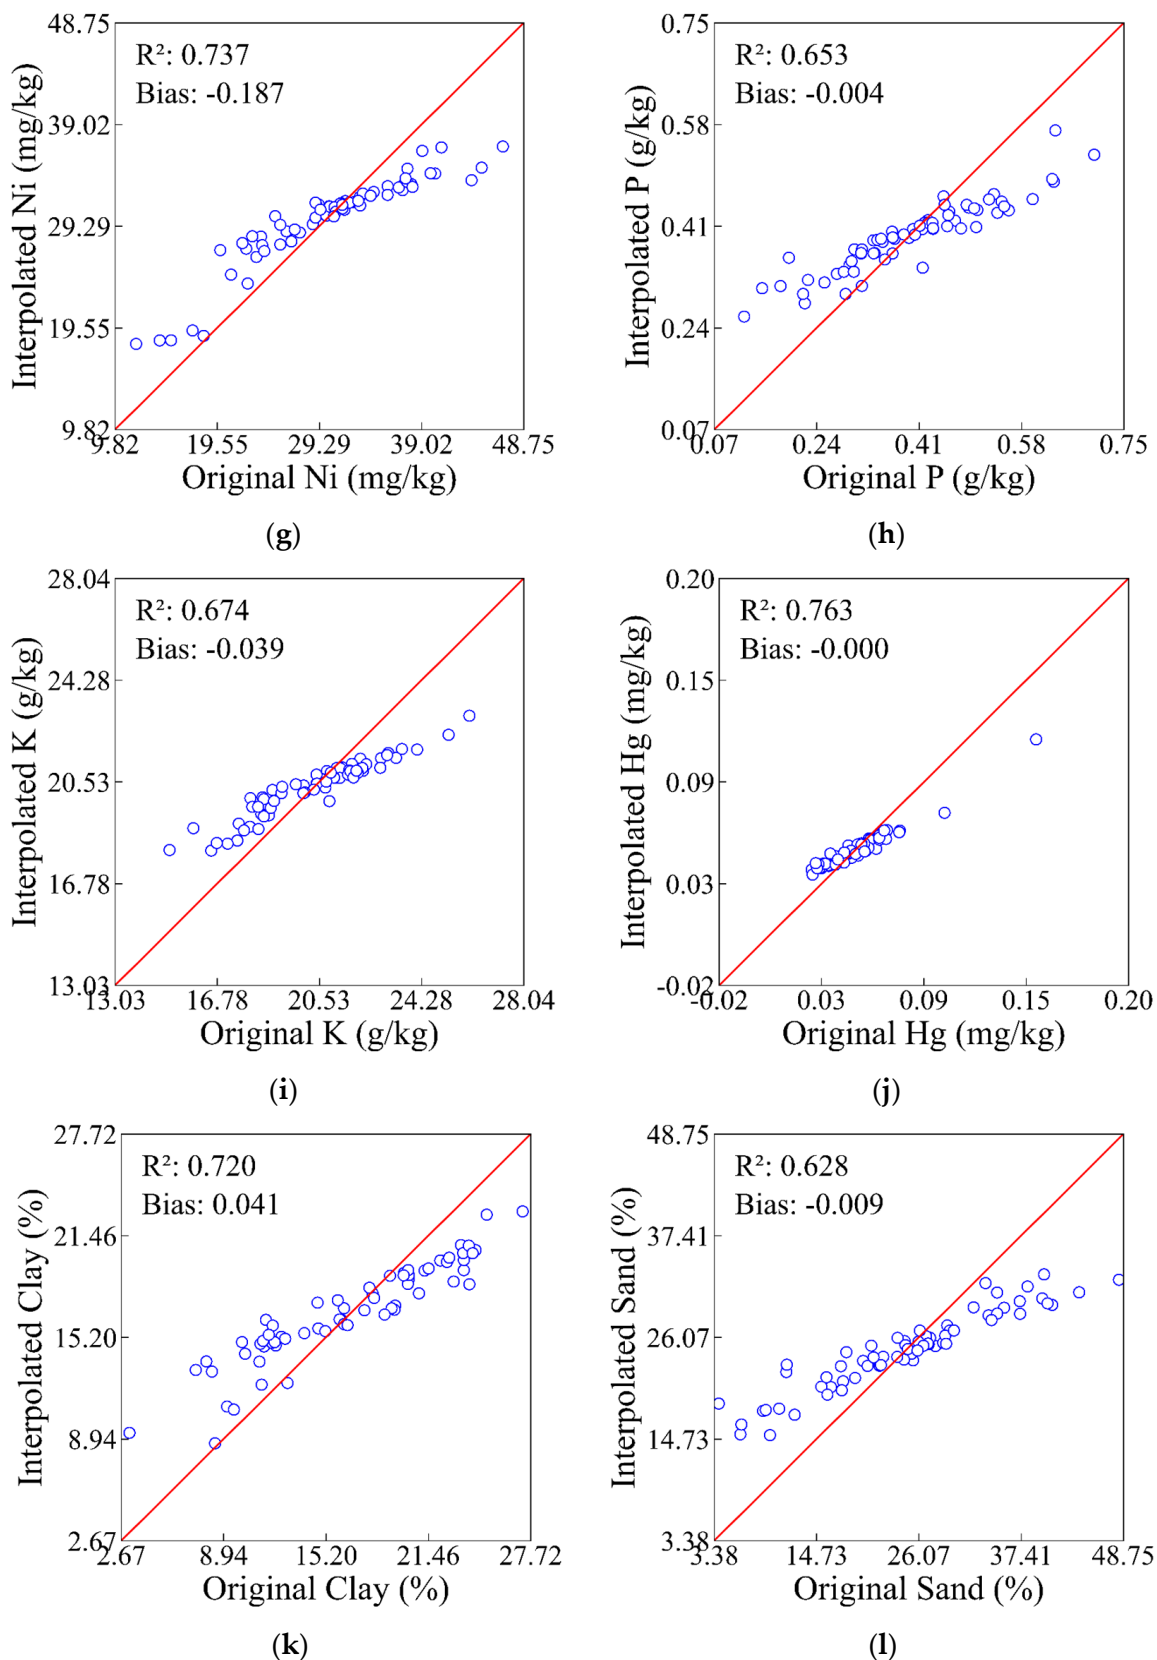 48.75
R²: 0.737
Bias: -0.187
39.02
29.29
19.55
9.82
Interpolated Ni (mg/kg)
9.82 19.55 29.29 39.02 48.75
Original Ni (mg/kg)
(g)
0.75
R²: 0.653
Bias: -0.004
0.58
0.41
0.24
0.07
Interpolated P (g/kg)
0.07 0.24 0.41 0.58 0.75
Original P (g/kg)
(h)
28.04
R²: 0.674
Bias: -0.039
24.28
20.53
16.78
13.03
Interpolated K (g/kg)
13.03 16.78 20.53 24.28 28.04
Original K (g/kg)
(i)
0.20
R²: 0.763
Bias: -0.000
0.15
0.09
0.03
-0.02
Interpolated Hg (mg/kg)
-0.02 0.03 0.09 0.15 0.20
Original Hg (mg/kg)
(j)
27.72
R²: 0.720
Bias: 0.041
21.46
15.20
8.94
2.67
Interpolated Clay (%)
2.67 8.94 15.20 21.46 27.72
Original Clay (%)
(k)
48.75
R²: 0.628
Bias: -0.009
37.41
26.07
14.73
3.38
Interpolated Sand (%)
3.38 14.73 26.07 37.41 48.75
Original Sand (%)
(l)